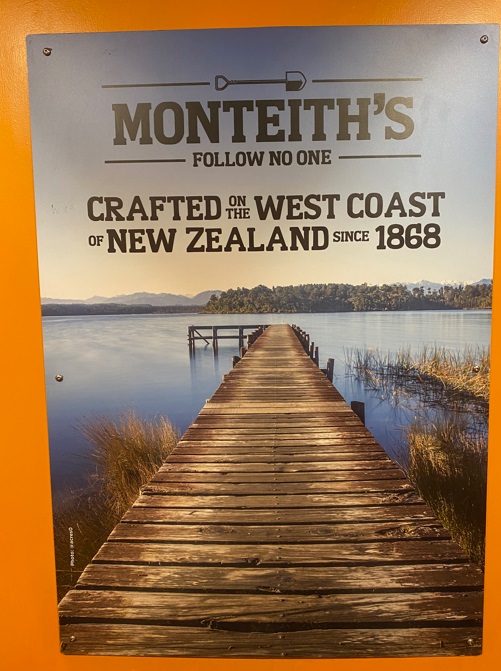 MONTEITH'S
FOLLOW NO ONE
CRAFTED ON THE WEST COAST
OF NEW ZEALAND SINCE 1868